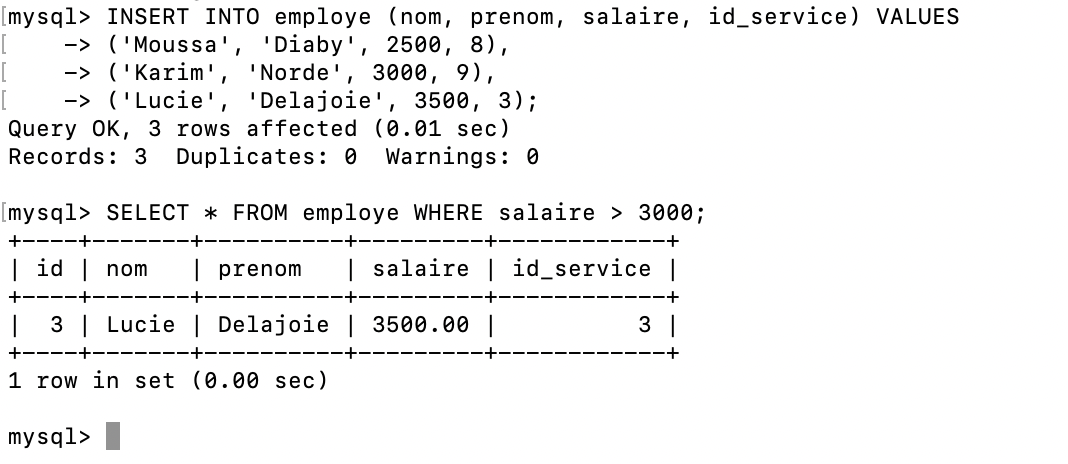 [mysql> INSERT INTO employe (nom, prenom, salaire, id_service) VALUES
[    -> ('Moussa', 'Diaby', 2500, 8),
[    -> ('Karim', 'Norde', 3000, 9),
[    -> ('Lucie', 'Delajoie', 3500, 3);
Query OK, 3 rows affected (0.01 sec)
Records: 3  Duplicates: 0  Warnings: 0
[mysql> SELECT * FROM employe WHERE salaire > 3000;
+----+-------+----------+---------+------------+
| id | nom   | prenom   | salaire | id_service |
+----+-------+----------+---------+------------+
|  3 | Lucie | Delajoie | 3500.00 |          3 |
+----+-------+----------+---------+------------+
1 row in set (0.00 sec)
mysql>